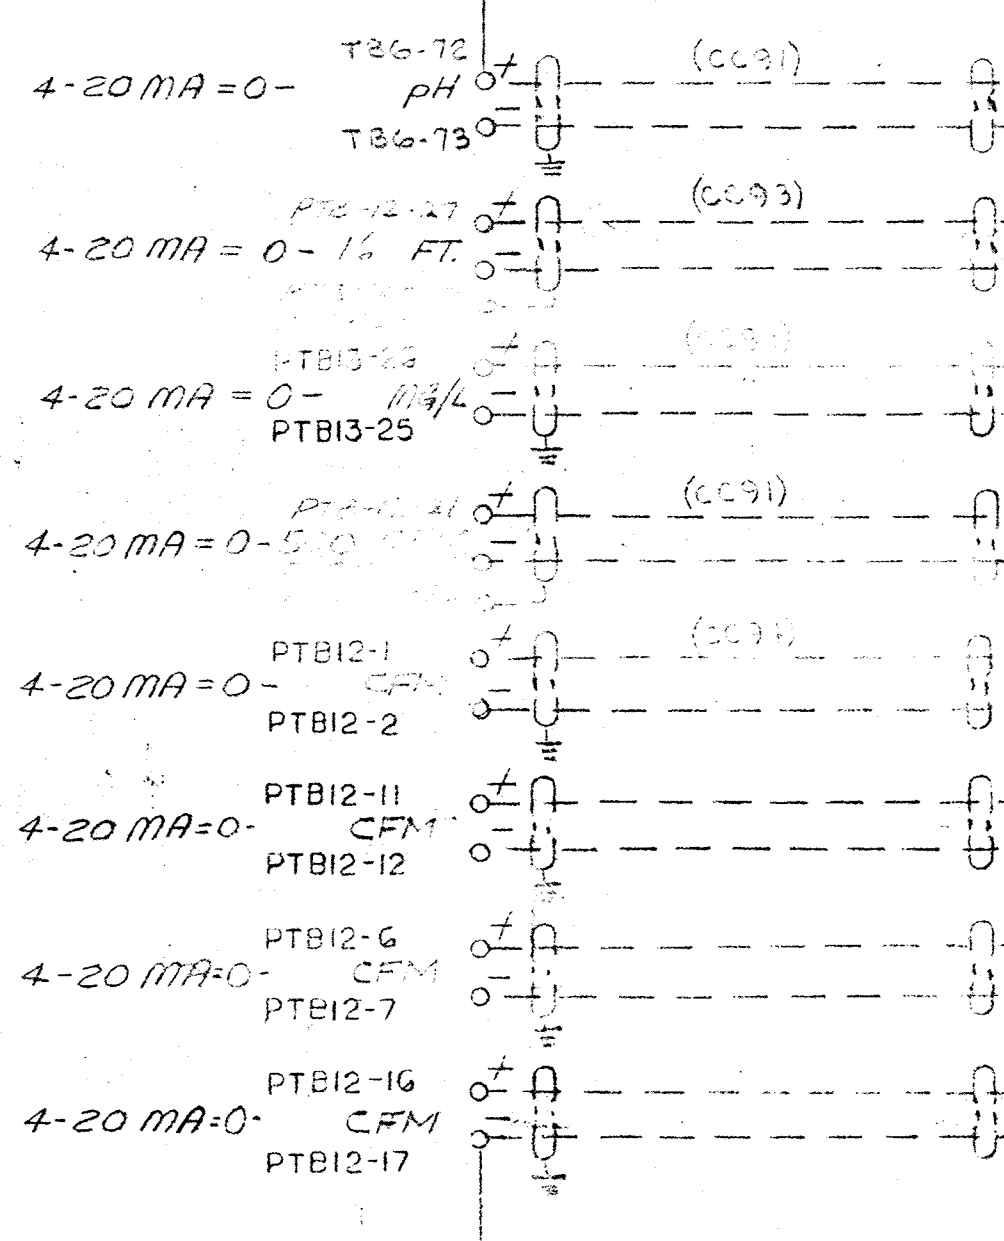 TB6-72
(CC91)
4-20 MA = 0- pH
TB6-73
(CC93)
4-20 MA = 0-16 FT.
4-20 MA = 0- MG/L
PTB13-25
(CC91)
4-20 MA = 0-
PTB12-1
4-20 MA = 0- CFM
PTB12-2
PTB12-11
4-20 MA=0- CFM
PTB12-12
PTB12-6
4-20 MA=0- CFM
PTB12-7
PTB12-16
4-20 MA=0- CFM
PTB12-17